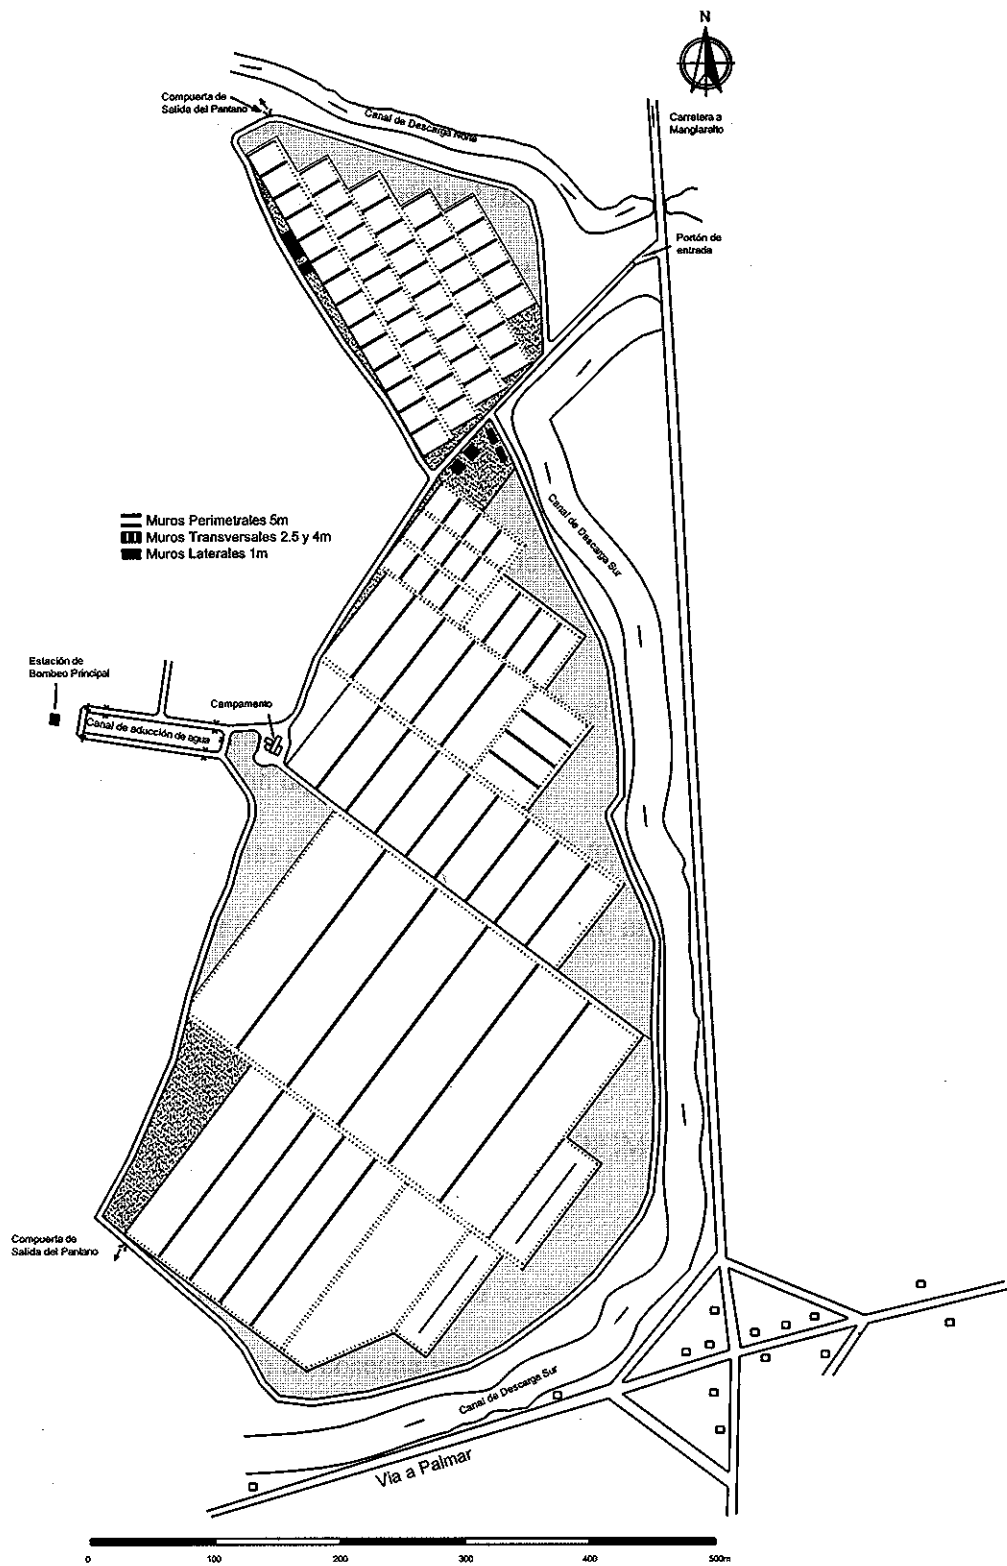 N
Compuerta de
Salida del Pantano
Canal de Descarga Norte
Carretera a
Manglaralto
Portón de
entrada
Canal de Descarga Sur
Muros Perimetrales 5m
Muros Transversales 2.5 y 4m
Muros Laterales 1m
Estación de
Bombeo Principal
Campamento
Canal de aducción de agua
Compuerta de
Salida del Pantano
Canal de Descarga Sur
Via a Palmar
0 100 200 300 400 500m